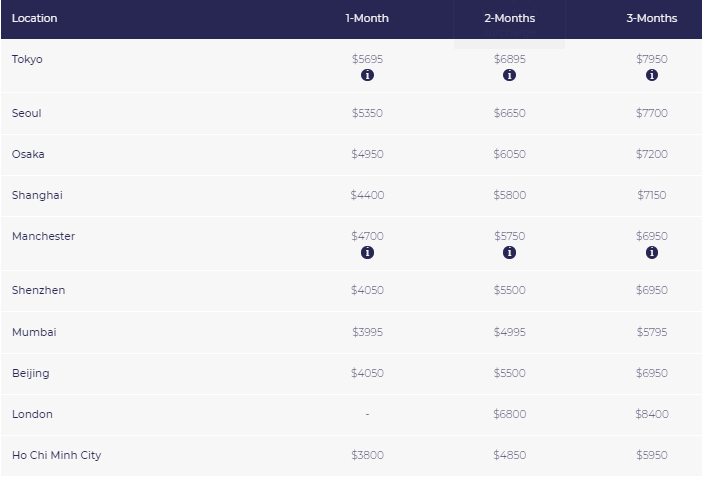 Location 1-Month 2-Months 3-Months
Tokyo $5695 $6895 $7950
i i i
Seoul $5350 $6650 $7700
Osaka $4950 $6050 $7200
Shanghai $4400 $5800 $7150
Manchester $4700 $5750 $6950
i i i
Shenzhen $4050 $5500 $6950
Mumbai $3995 $4995 $5795
Beijing $4050 $5500 $6950
London - $6800 $8400
Ho Chi Minh City $3800 $4850 $5950